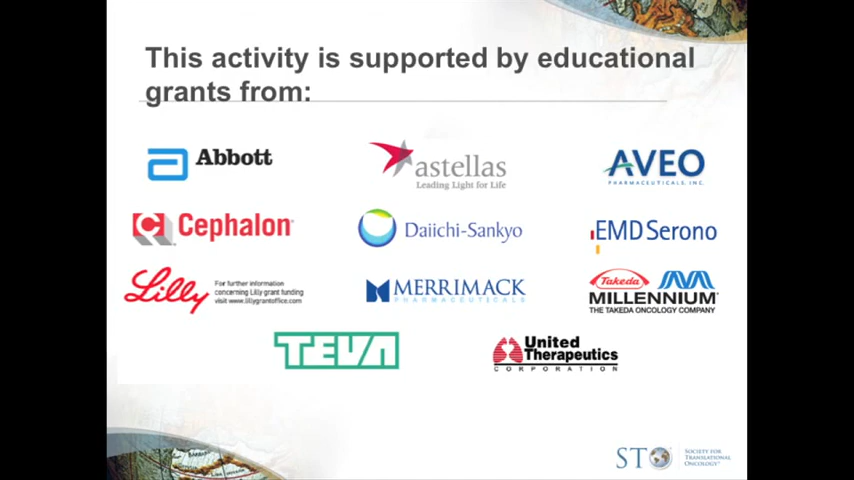 This activity is supported by educational
grants from:
Abbott
astellas
Leading Light for Life
AVEO
PHARMACEUTICALS, INC.
Cephalon
Daiichi-Sankyo
EMD Serono
Lilly
For further information
concerning Lilly grant funding
visit www.lillygrantoffice.com
MERRIMACK
PHARMACEUTICALS
Takeda
MILLENNIUM
THE TAKEDA ONCOLOGY COMPANY
TEVA
United
Therapeutics
CORPORATION
STO
SOCIETY FOR
TRANSLATIONAL
ONCOLOGY